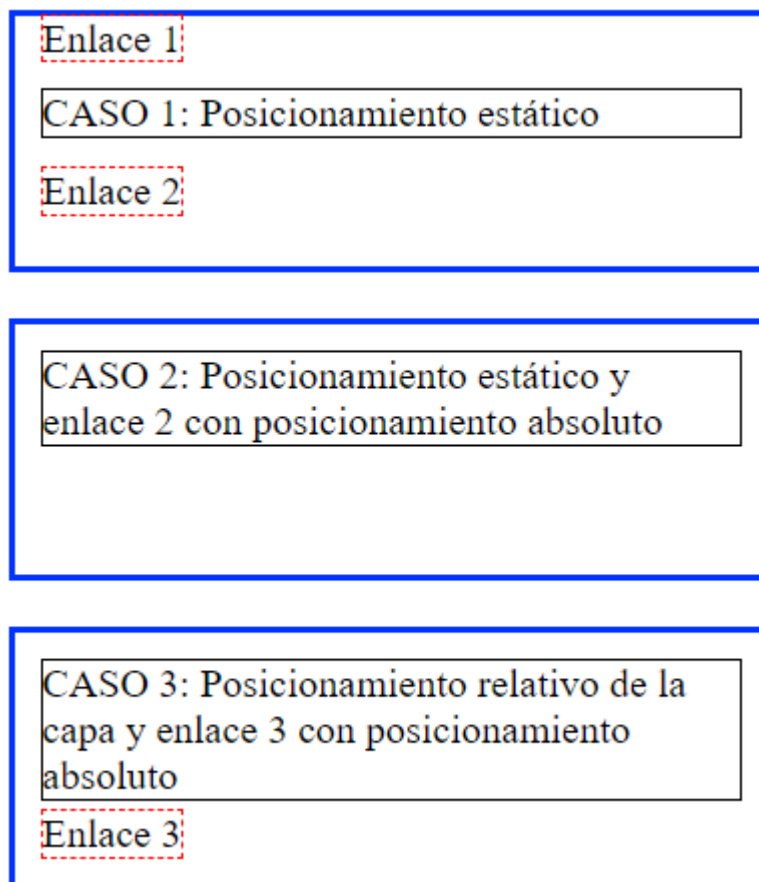 Enlace 1
CASO 1: Posicionamiento estático
Enlace 2
CASO 2: Posicionamiento estático y
enlace 2 con posicionamiento absoluto
CASO 3: Posicionamiento relativo de la
capa y enlace 3 con posicionamiento
absoluto
Enlace 3